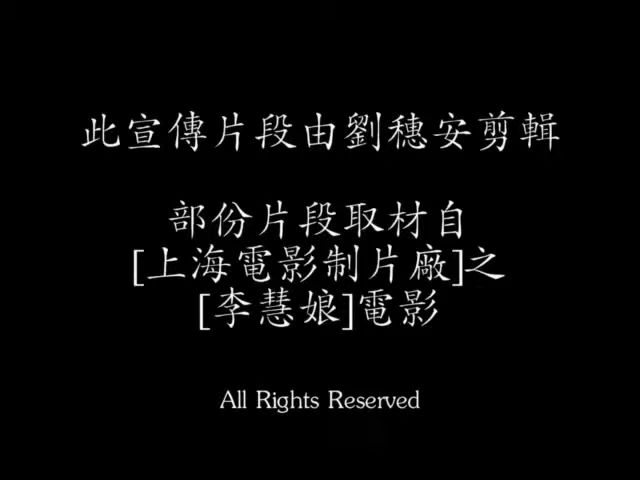 此宣傳片段由劉穗安剪輯
部份片段取材自
[上海電影制片廠]之
[李慧娘]電影
All Rights Reserved